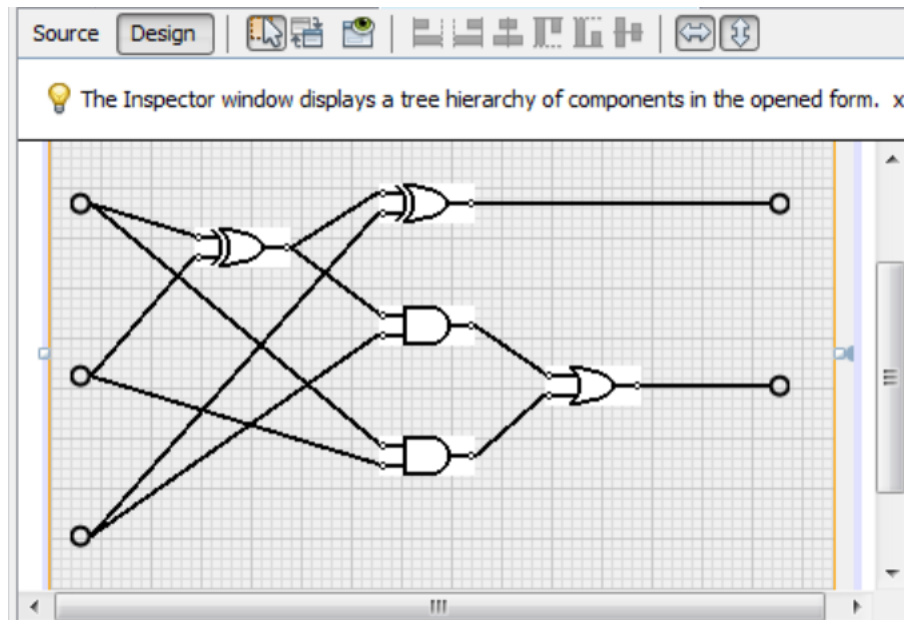 Source Design
The Inspector window displays a tree hierarchy of components in the opened form. x